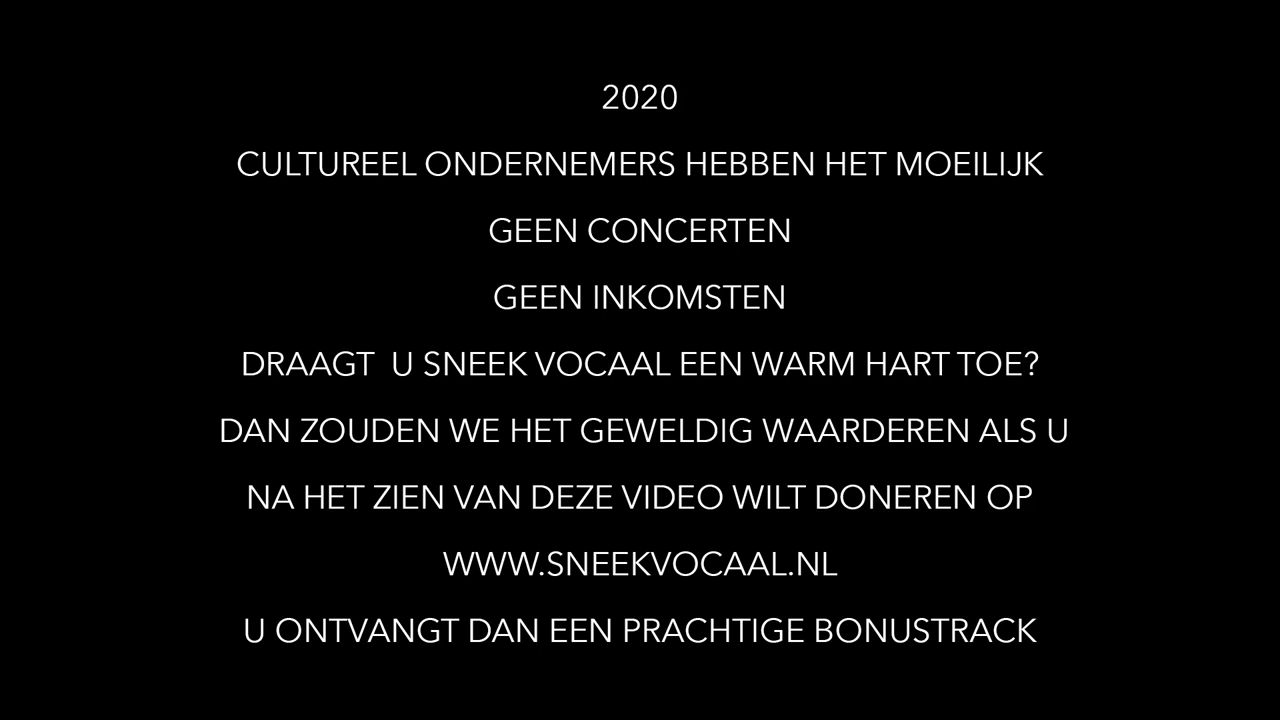 2020
CULTUREEL ONDERNEMERS HEBBEN HET MOEILIJK
GEEN CONCERTEN
GEEN INKOMSTEN
DRAAGT  U SNEEK VOCAAL EEN WARM HART TOE?
DAN ZOUDEN WE HET GEWELDIG WAARDEREN ALS U
NA HET ZIEN VAN DEZE VIDEO WILT DONEREN OP
WWW.SNEEKVOCAAL.NL
U ONTVANGT DAN EEN PRACHTIGE BONUSTRACK